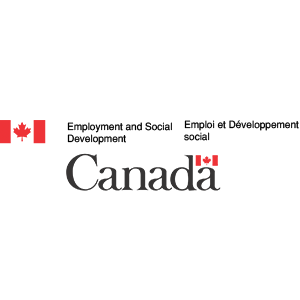 Employment and Social
Development
Emploi et Développement
social
Canada